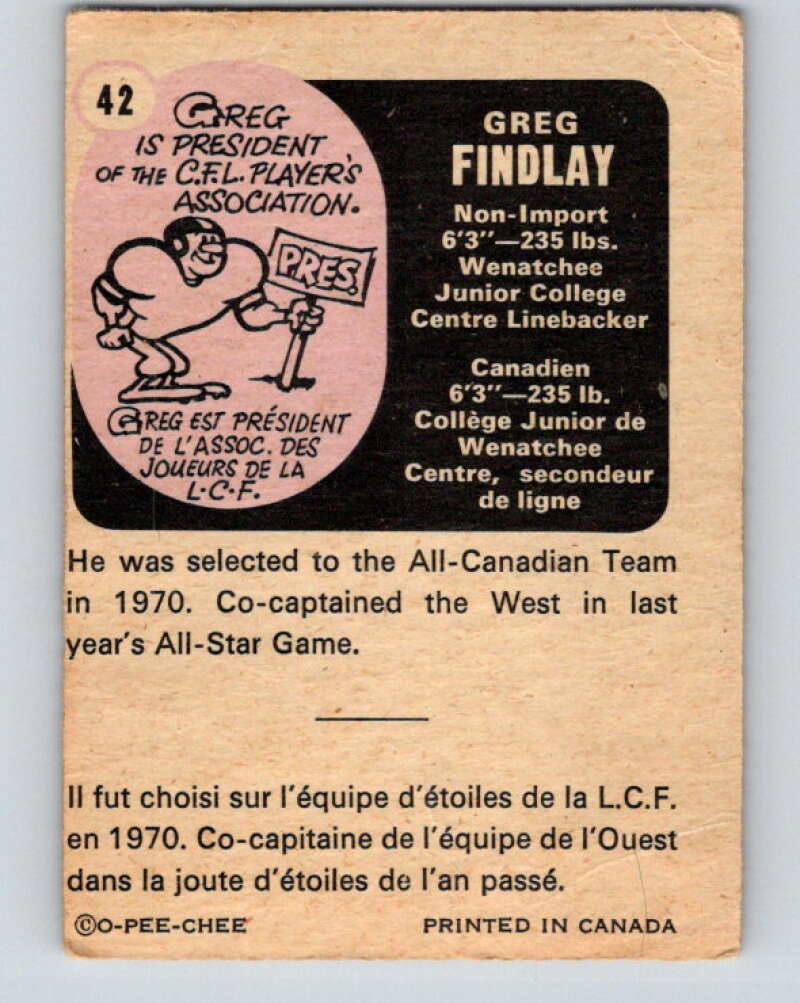 42
GREG
IS PRESIDENT
OF THE C.F.L. PLAYER'S
ASSOCIATION.
PRES.
GREG EST PRÉSIDENT
DE L'ASSOC. DES
JOUEURS DE LA
L.C.F.
GREG
FINDLAY
Non-Import
6'3"—235 lbs.
Wenatchee
Junior College
Centre Linebacker
Canadien
6'3"—235 lb.
Collège Junior de
Wenatchee
Centre, secondeur
de ligne
He was selected to the All-Canadian Team
in 1970. Co-captained the West in last
year's All-Star Game.
Il fut choisi sur l'équipe d'étoiles de la L.C.F.
en 1970. Co-capitaine de l'équipe de l'Ouest
dans la joute d'étoiles de l'an passé.
©O-PEE-CHEE PRINTED IN CANADA